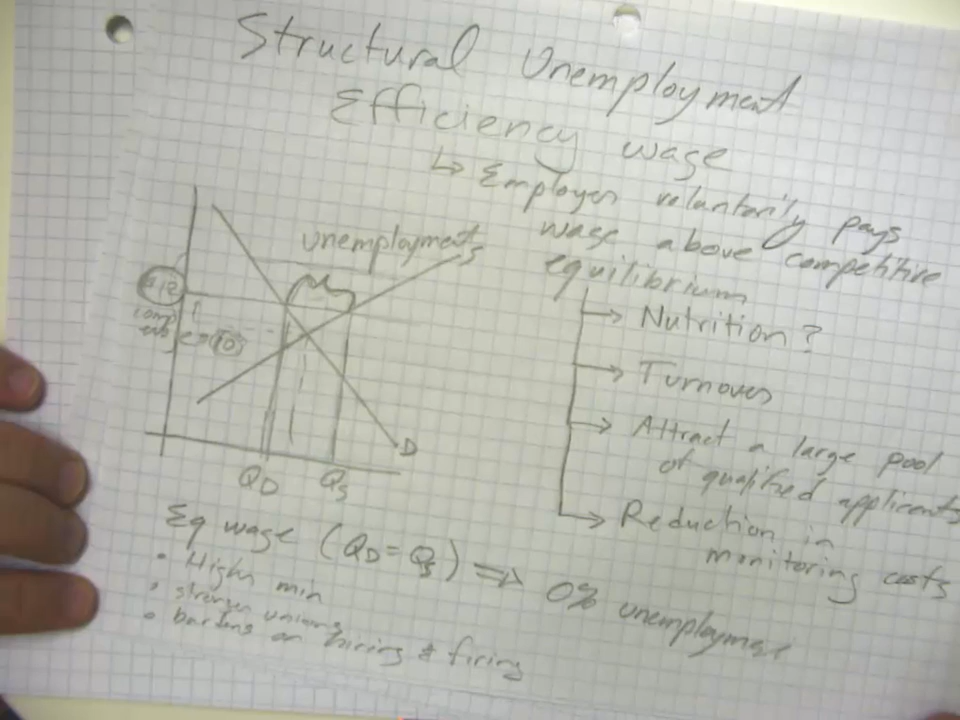 Structural Unemployment
Efficiency wage
↳ Employer voluntarily pays
wage above competitive
equilibrium
→ Nutrition?
→ Turnover
→ Attract a large pool
of qualified applicants
→ Reduction in
monitoring costs
unemployment
S
$12
10
D
QD QS
Eq wage (QD = QS) ⇒ 0% unemployment
• High min
• stronger unions
• burdens on hiring & firing